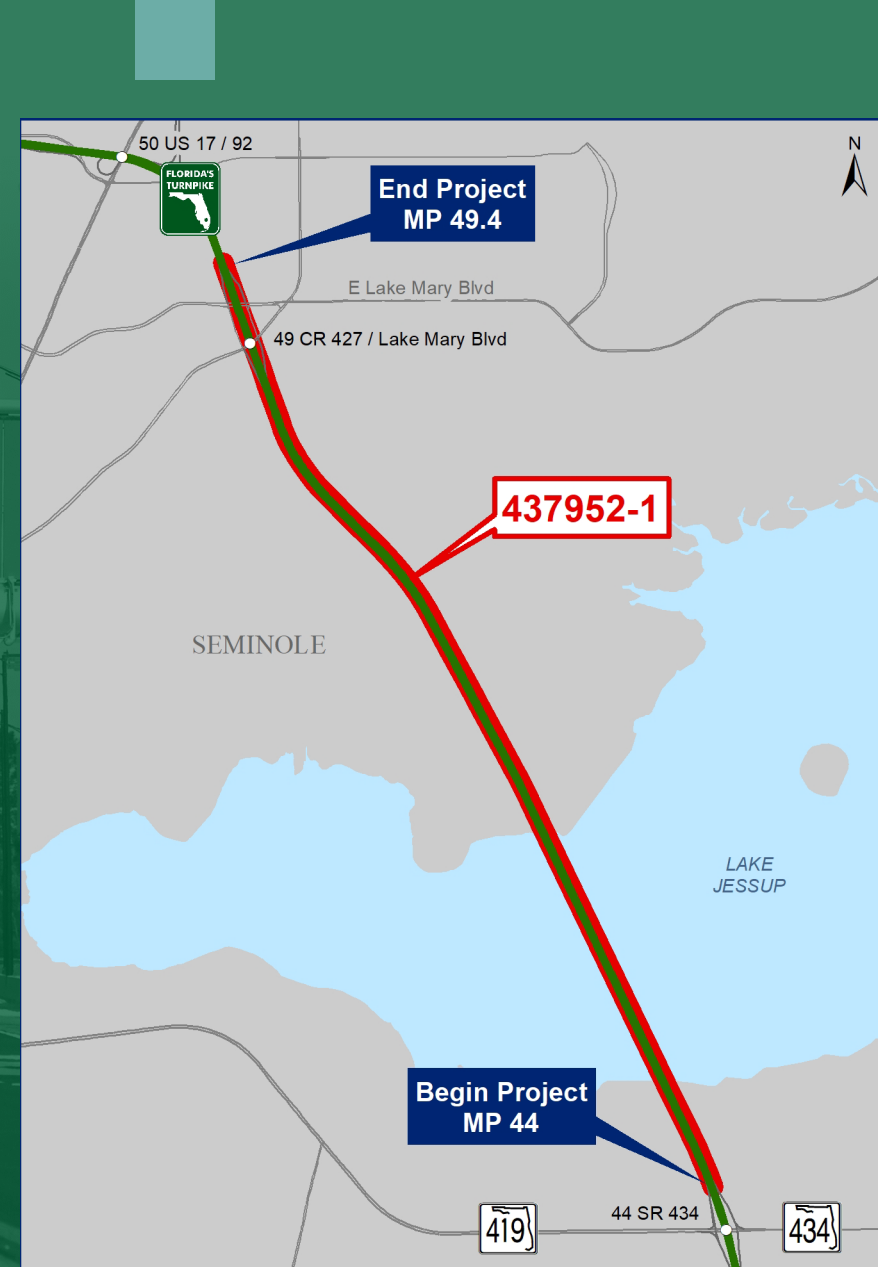 50 US 17 / 92
N
FLORIDA'S
TURNPIKE
End Project
MP 49.4
E Lake Mary Blvd
49 CR 427 / Lake Mary Blvd
437952-1
SEMINOLE
LAKE
JESSUP
Begin Project
MP 44
44 SR 434
419
434